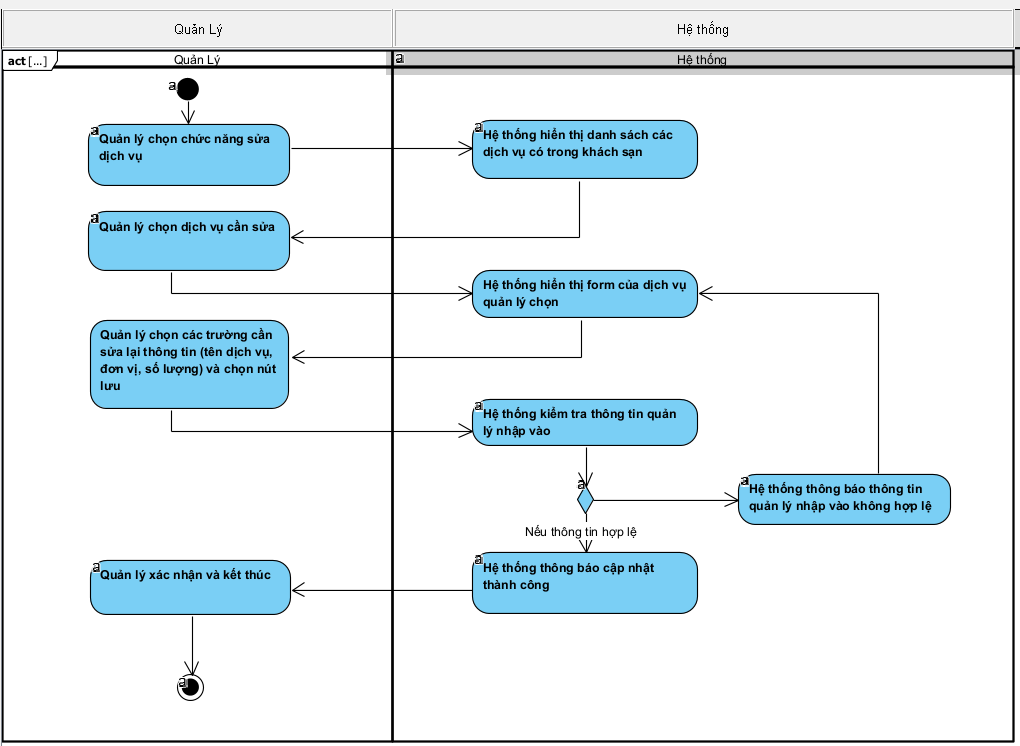 Quản Lý
Hệ thống
act [...]
Quản Lý
a
Hệ thống
a
a
Quản lý chọn chức năng sửa
dịch vụ
a
Hệ thống hiển thị danh sách các
dịch vụ có trong khách sạn
a
Quản lý chọn dịch vụ cần sửa
Hệ thống hiển thị form của dịch vụ
quản lý chọn
Quản lý chọn các trường cần
sửa lại thông tin (tên dịch vụ,
đơn vị, số lượng) và chọn nút
lưu
a
Hệ thống kiểm tra thông tin quản
lý nhập vào
a
a
Hệ thống thông báo thông tin
quản lý nhập vào không hợp lệ
Nếu thông tin hợp lệ
a
Hệ thống thông báo cập nhật
thành công
a
Quản lý xác nhận và kết thúc
a